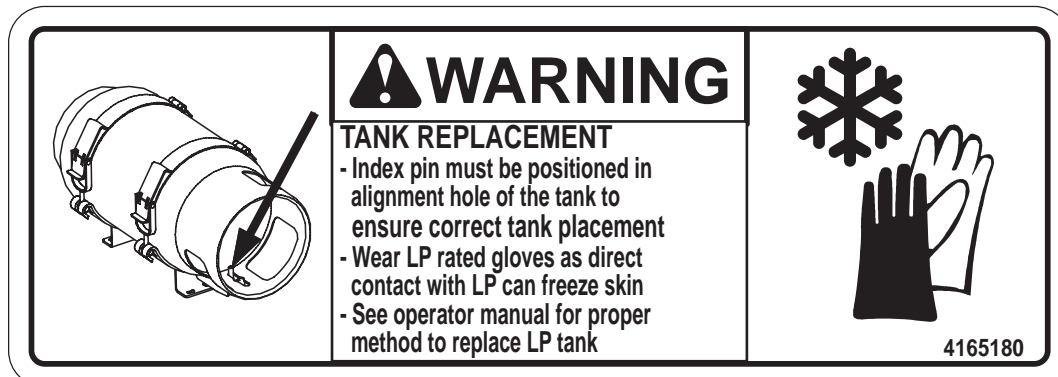 WARNING
TANK REPLACEMENT
- Index pin must be positioned in
alignment hole of the tank to
ensure correct tank placement
- Wear LP rated gloves as direct
contact with LP can freeze skin
- See operator manual for proper
method to replace LP tank
4165180